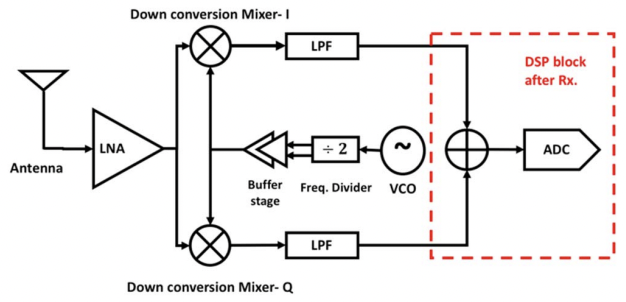 Down conversion Mixer-I
LPF
DSP block
after Rx.
Antenna
LNA
Buffer
stage
÷ 2
Freq. Divider
~
VCO
ADC
LPF
Down conversion Mixer- Q